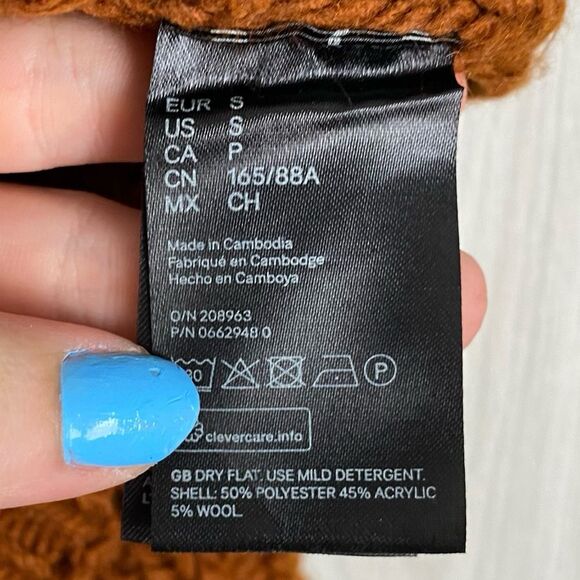 EUR S
US S
CA P
CN 165/88A
MX CH
Made in Cambodia
Fabriqué en Cambodge
Hecho en Camboya
O/N 208963
P/N 0662948 0
30 P
clevercare.info
GB DRY FLAT. USE MILD DETERGENT.
SHELL: 50% POLYESTER 45% ACRYLIC
5% WOOL.